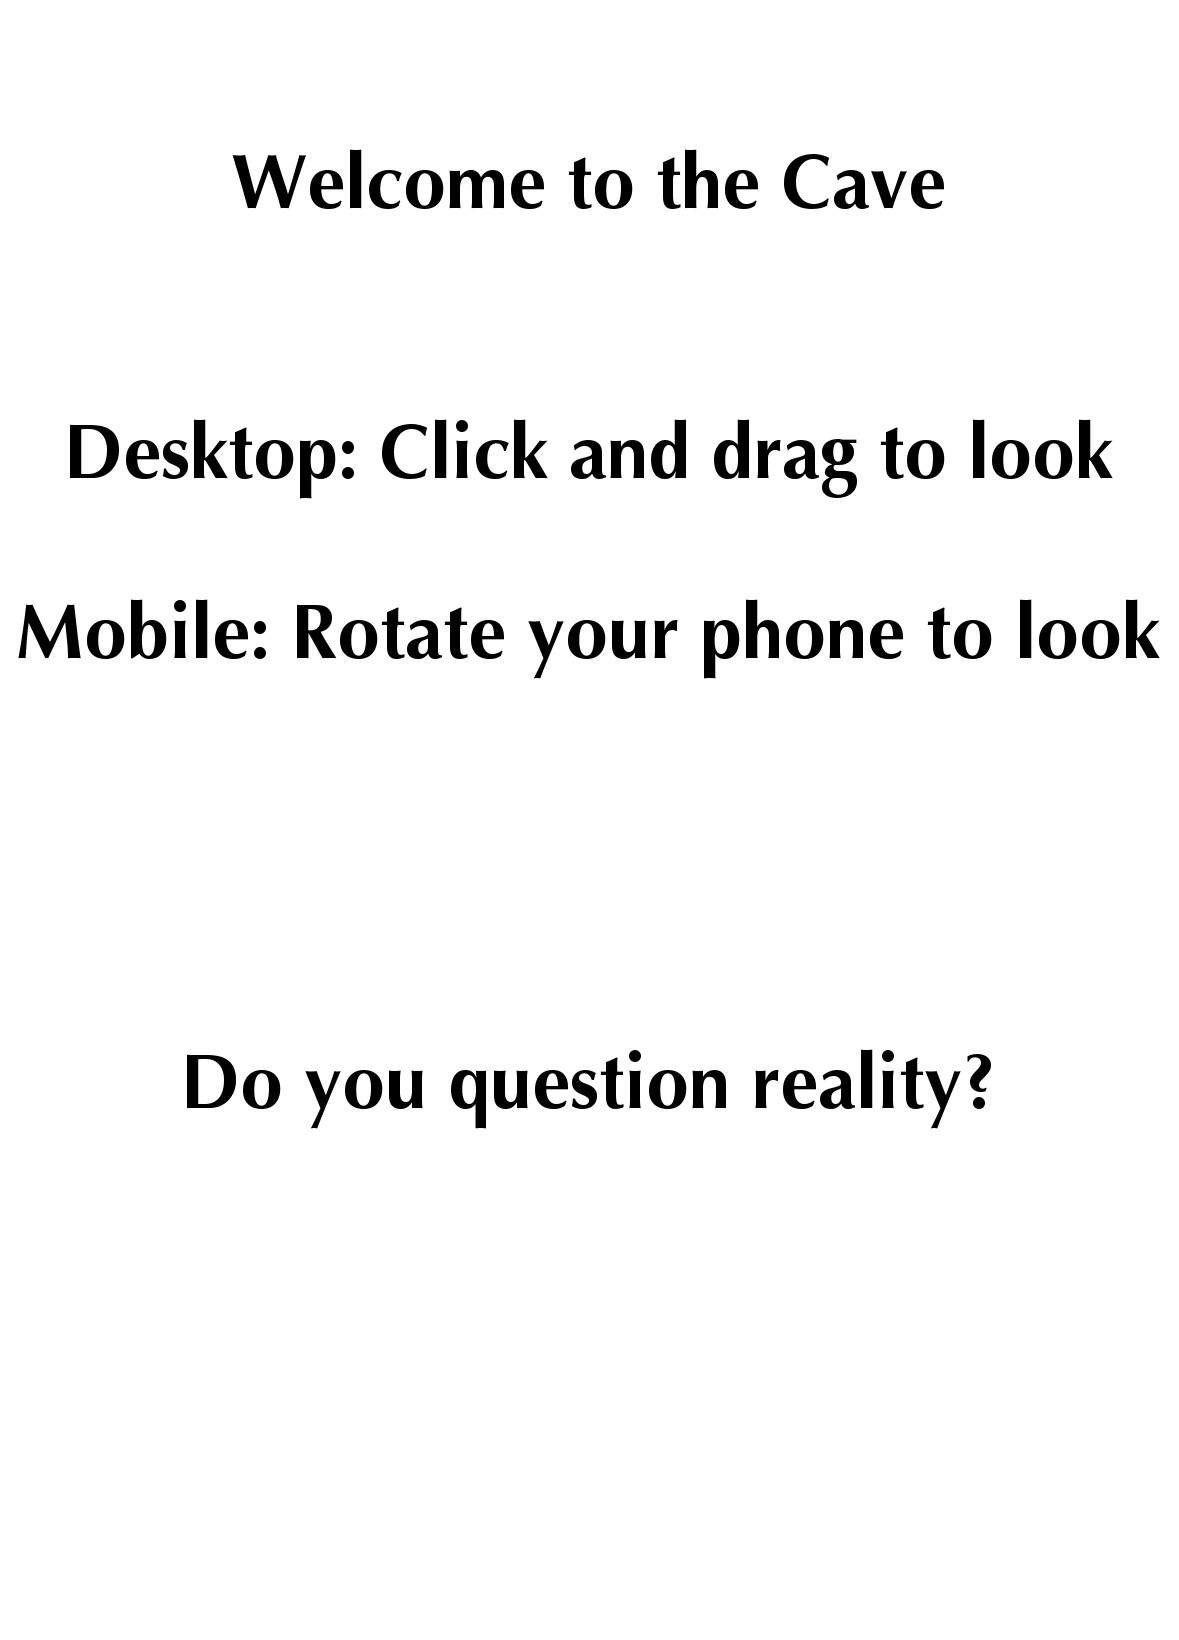 Welcome to the Cave
Desktop: Click and drag to look
Mobile: Rotate your phone to look
Do you question reality?